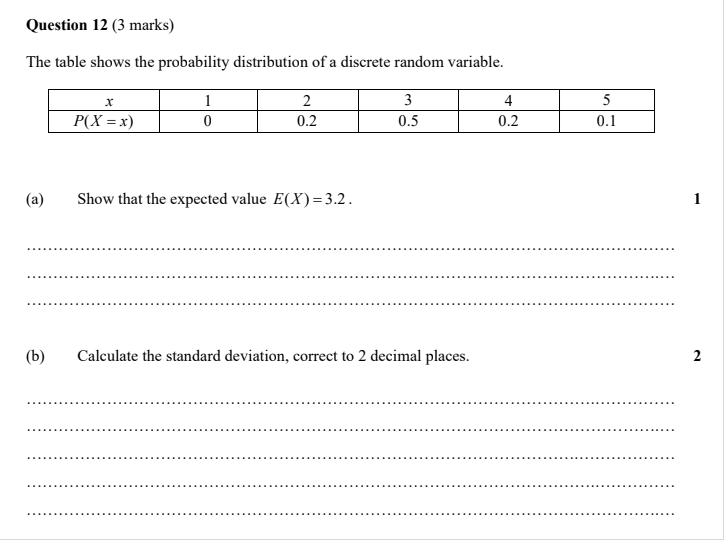 Question 12 (3 marks)
The table shows the probability distribution of a discrete random variable.
x 1 2 3 4 5
P(X = x) 0 0.2 0.5 0.2 0.1
(a) Show that the expected value E(X) = 3.2 . 1
(b) Calculate the standard deviation, correct to 2 decimal places. 2